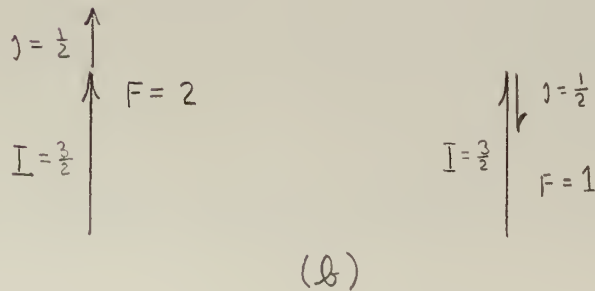 J = 1/2
F = 2
I = 3/2
J = 1/2
I = 3/2
F = 1
(b)